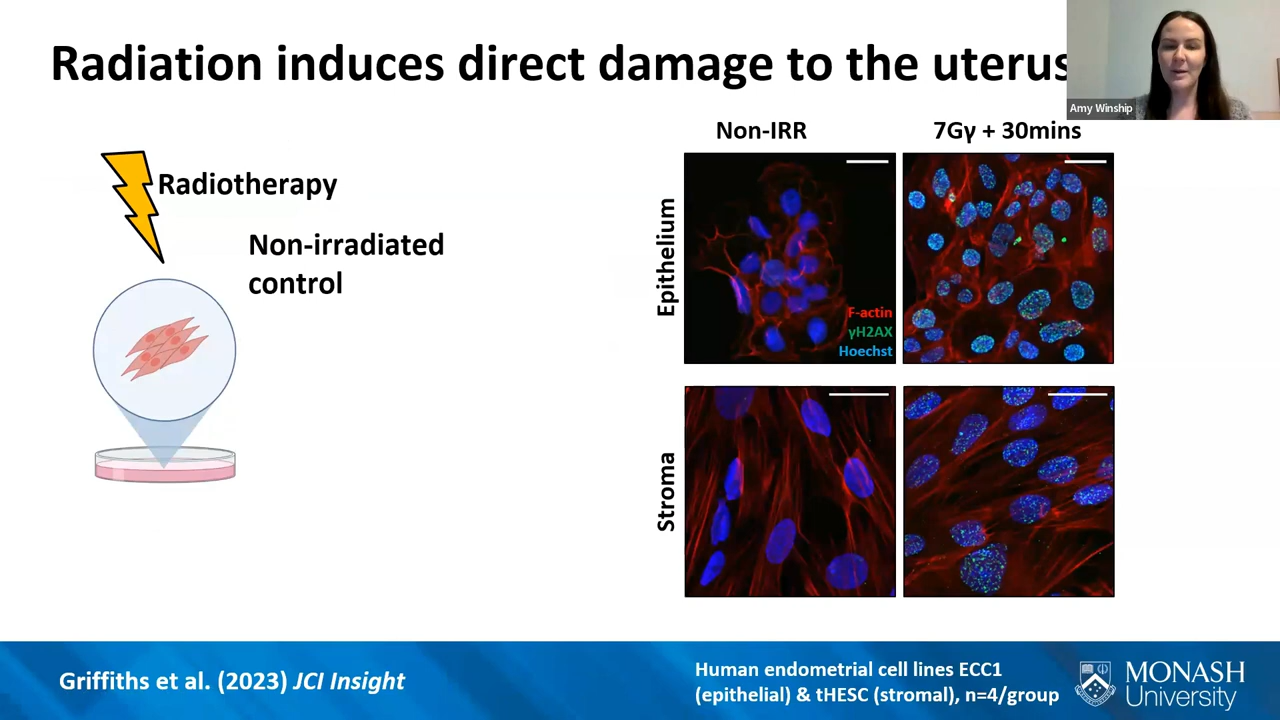 Radiation induces direct damage to the uterus
Amy Winship
Radiotherapy
Non-irradiated
control
Non-IRR
7Gγ + 30mins
Epithelium
F-actin
γH2AX
Hoechst
Stroma
Griffiths et al. (2023) JCI Insight
Human endometrial cell lines ECC1
(epithelial) & tHESC (stromal), n=4/group
MONASH
University